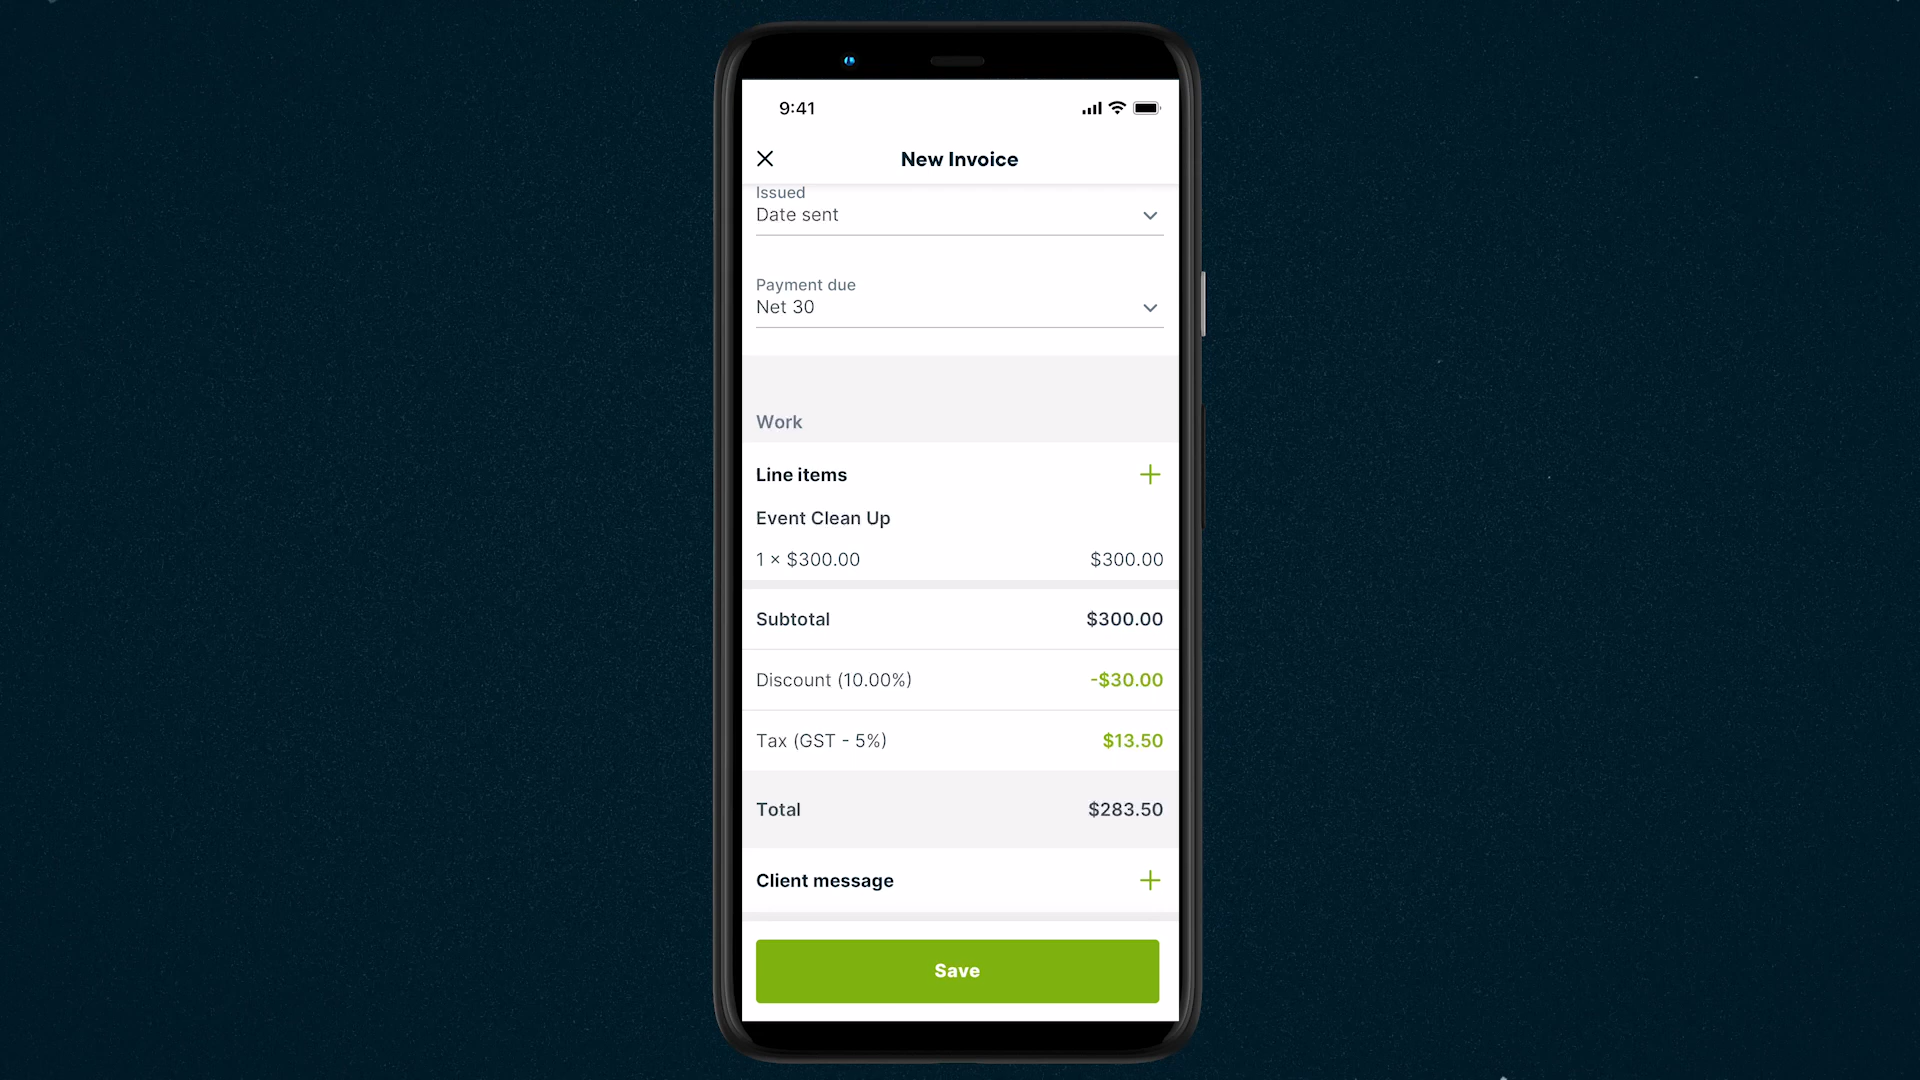 9:41
New Invoice
Issued
Date sent
Payment due
Net 30
Work
Line items
Event Clean Up
1 × $300.00 $300.00
Subtotal $300.00
Discount (10.00%) -$30.00
Tax (GST - 5%) $13.50
Total $283.50
Client message
Save